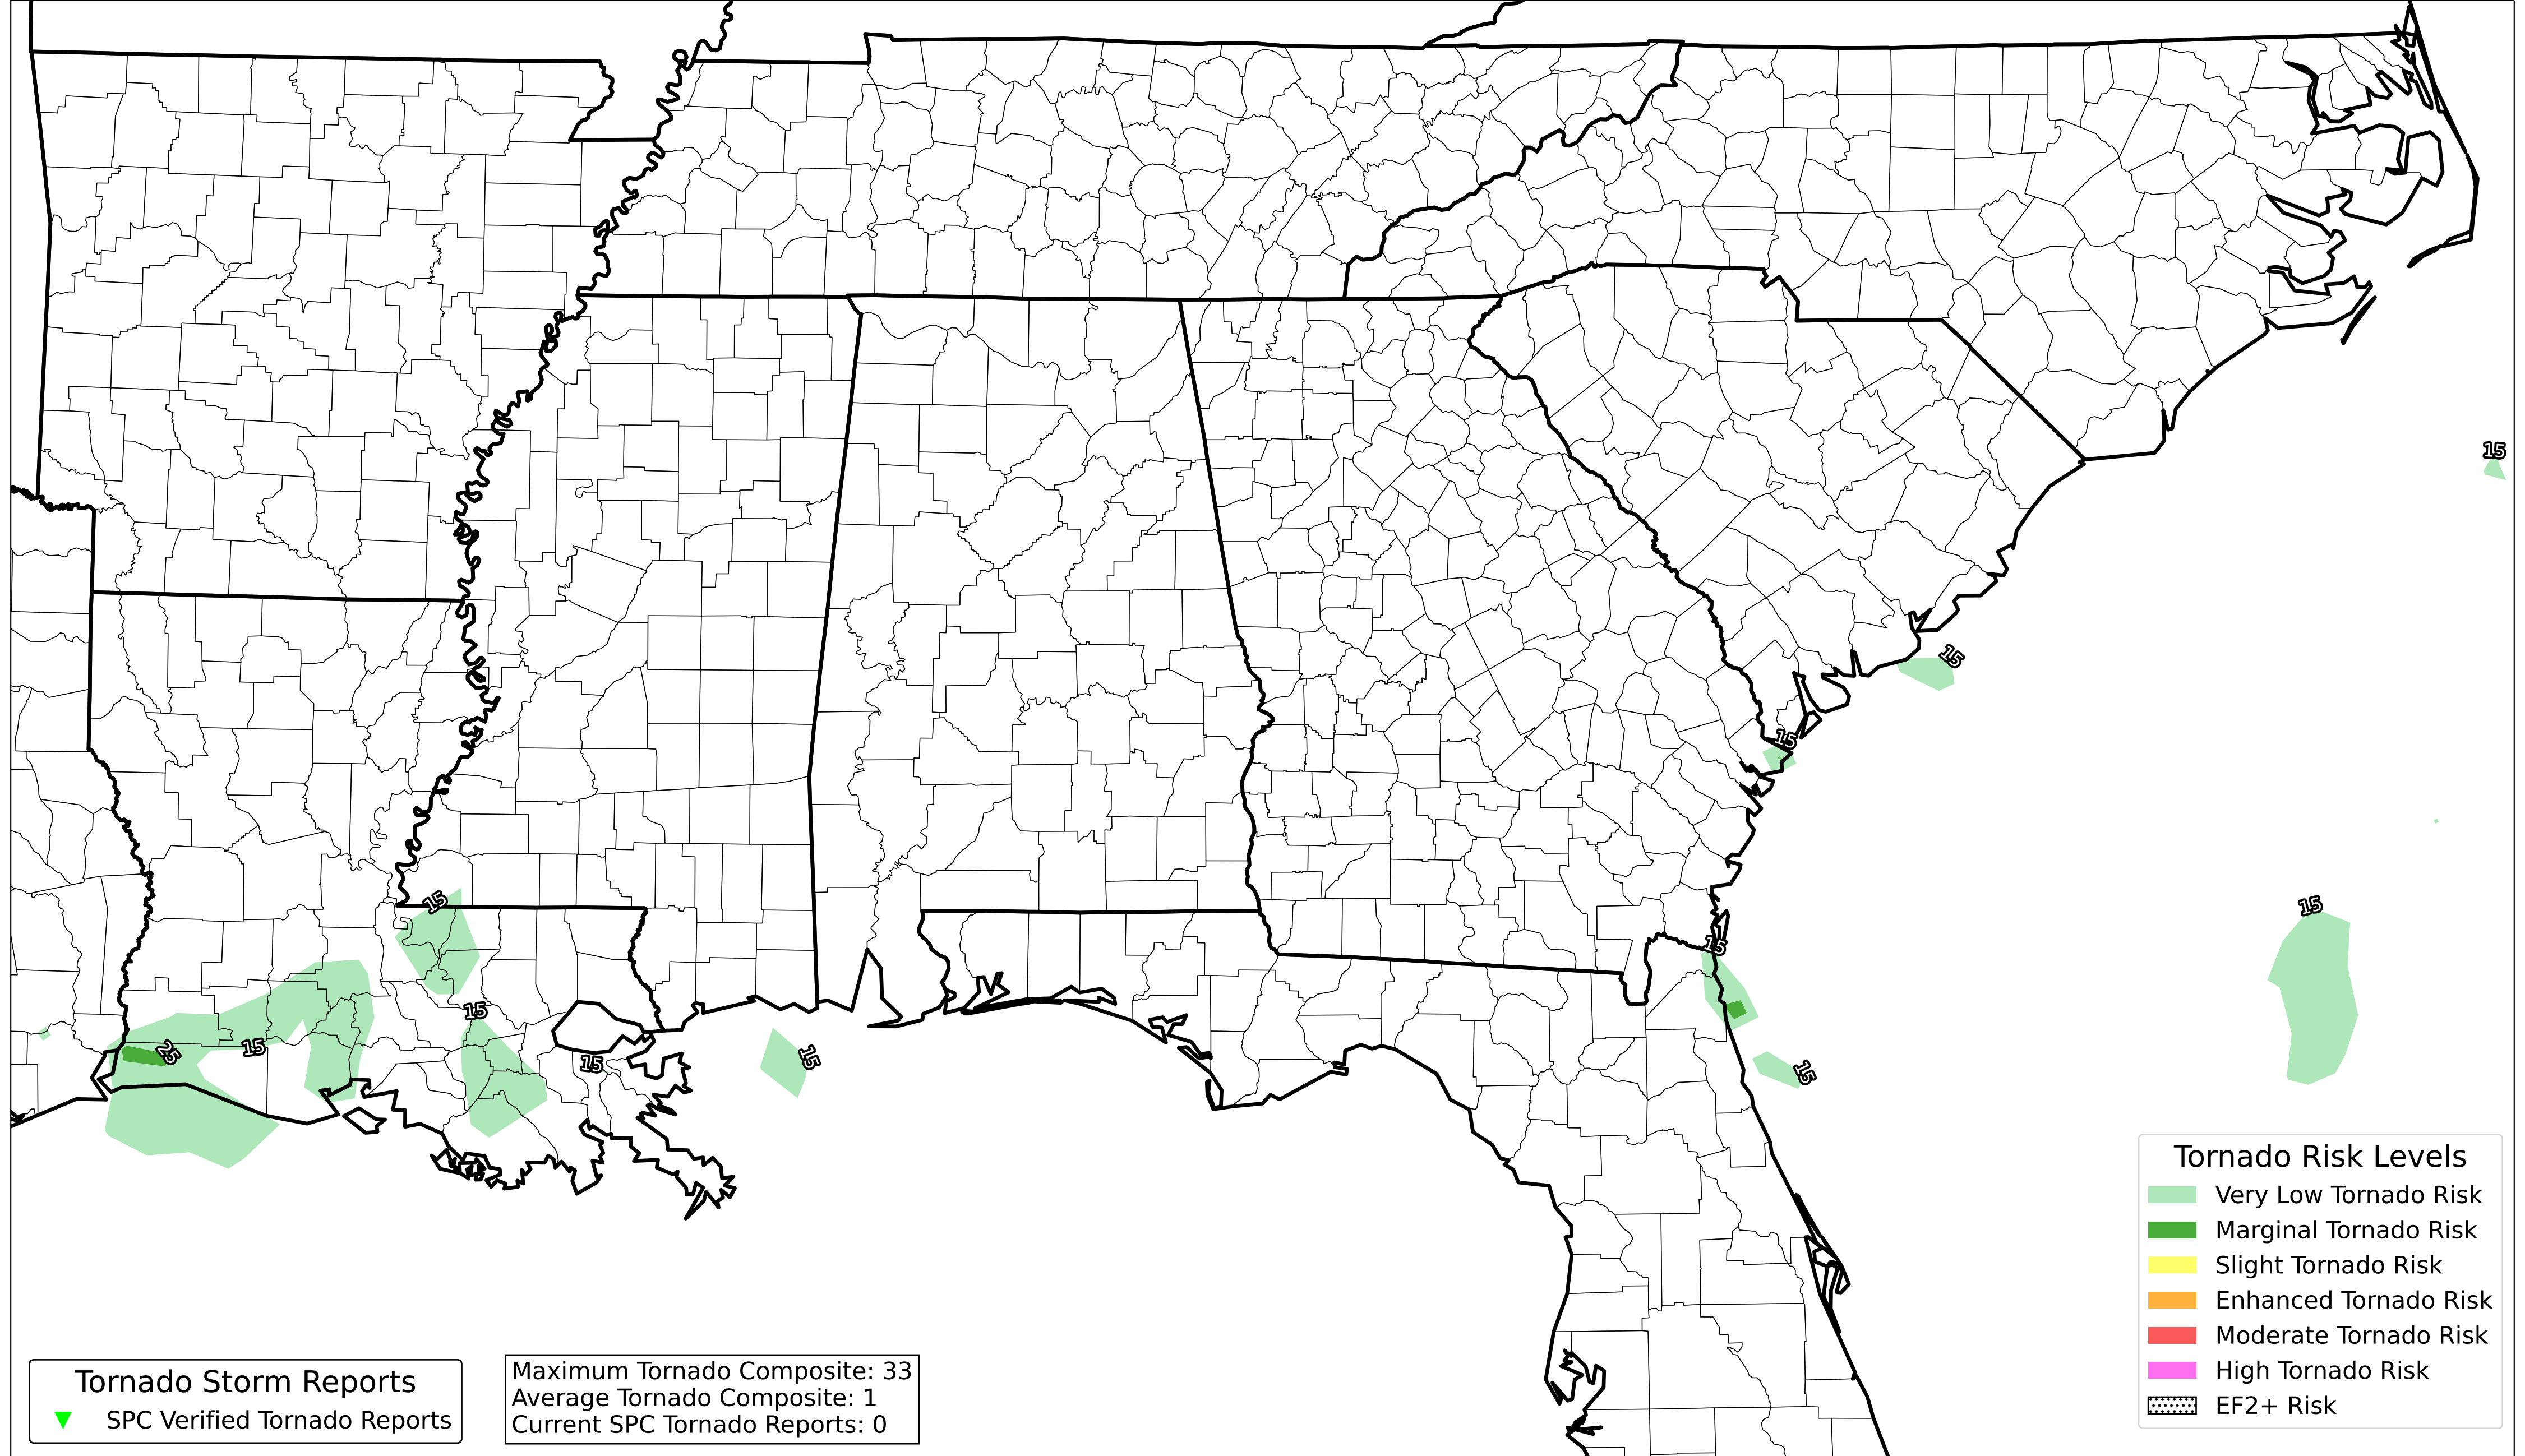 15
15
15
15
15
15
15
25
15
15
15
15
Tornado Risk Levels
Very Low Tornado Risk
Marginal Tornado Risk
Slight Tornado Risk
Enhanced Tornado Risk
Moderate Tornado Risk
High Tornado Risk
EF2+ Risk
Tornado Storm Reports
SPC Verified Tornado Reports
Maximum Tornado Composite: 33
Average Tornado Composite: 1
Current SPC Tornado Reports: 0